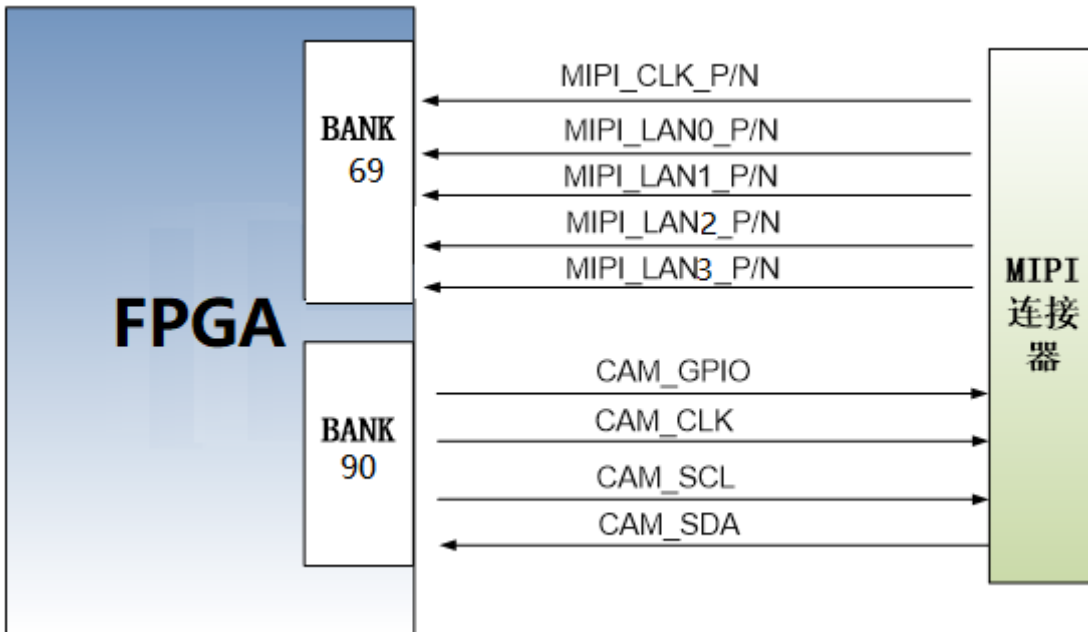 FPGA
BANK
69
MIPI_CLK_P/N
MIPI_LAN0_P/N
MIPI_LAN1_P/N
MIPI_LAN2_P/N
MIPI_LAN3_P/N
BANK
90
CAM_GPIO
CAM_CLK
CAM_SCL
CAM_SDA
MIPI
连接
器